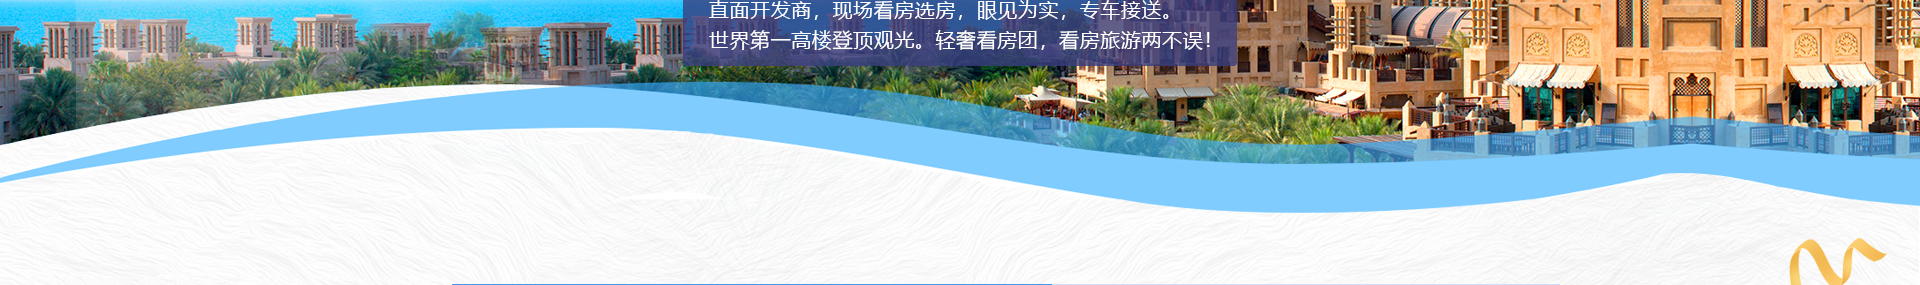 直面开发商，现场看房选房，眼见为实，专车接送。
世界第一高楼登顶观光。轻奢看房团，看房旅游两不误！